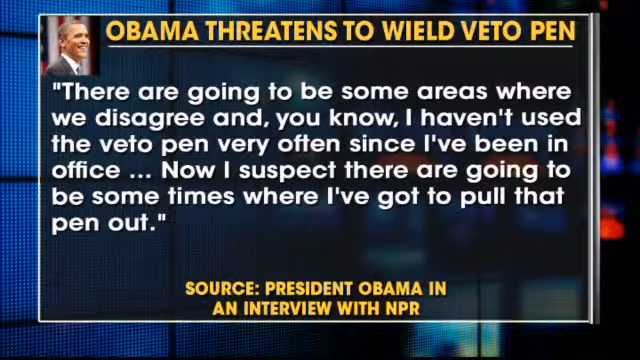 OBAMA THREATENS TO WIELD VETO PEN
"There are going to be some areas where
we disagree and, you know, I haven't used
the veto pen very often since I've been in
office ... Now I suspect there are going to
be some times where I've got to pull that
pen out."
SOURCE: PRESIDENT OBAMA IN
AN INTERVIEW WITH NPR